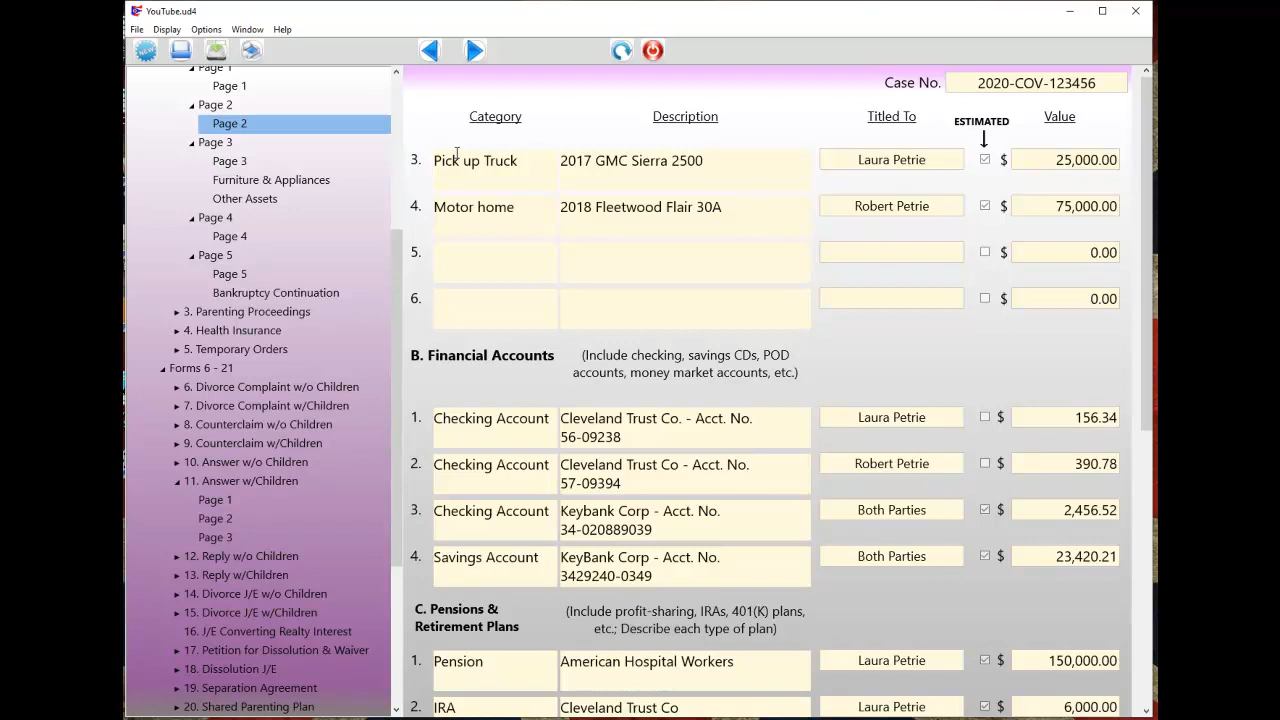 YouTube.ud4
File Display Options Window Help
NEW
Page 1
Page 1
Page 2
Page 2
Page 3
Page 3
Furniture & Appliances
Other Assets
Page 4
Page 4
Page 5
Page 5
Bankruptcy Continuation
3. Parenting Proceedings
4. Health Insurance
5. Temporary Orders
Forms 6 - 21
6. Divorce Complaint w/o Children
7. Divorce Complaint w/Children
8. Counterclaim w/o Children
9. Counterclaim w/Children
10. Answer w/o Children
11. Answer w/Children
Page 1
Page 2
Page 3
12. Reply w/o Children
13. Reply w/Children
14. Divorce J/E w/o Children
15. Divorce J/E w/Children
16. J/E Converting Realty Interest
17. Petition for Dissolution & Waiver
18. Dissolution J/E
19. Separation Agreement
20. Shared Parenting Plan
Case No. 2020-COV-123456
Category Description Titled To ESTIMATED Value
3. Pick up Truck 2017 GMC Sierra 2500 Laura Petrie $ 25,000.00
4. Motor home 2018 Fleetwood Flair 30A Robert Petrie $ 75,000.00
5. $ 0.00
6. $ 0.00
B. Financial Accounts (Include checking, savings CDs, POD
accounts, money market accounts, etc.)
1. Checking Account Cleveland Trust Co. - Acct. No. Laura Petrie $ 156.34
56-09238
2. Checking Account Cleveland Trust Co - Acct. No. Robert Petrie $ 390.78
57-09394
3. Checking Account Keybank Corp - Acct. No. Both Parties $ 2,456.52
34-020889039
4. Savings Account KeyBank Corp - Acct. No. Both Parties $ 23,420.21
3429240-0349
C. Pensions & (Include profit-sharing, IRAs, 401(K) plans,
Retirement Plans etc.; Describe each type of plan)
1. Pension American Hospital Workers Laura Petrie $ 150,000.00
2. IRA Cleveland Trust Co Laura Petrie $ 6,000.00